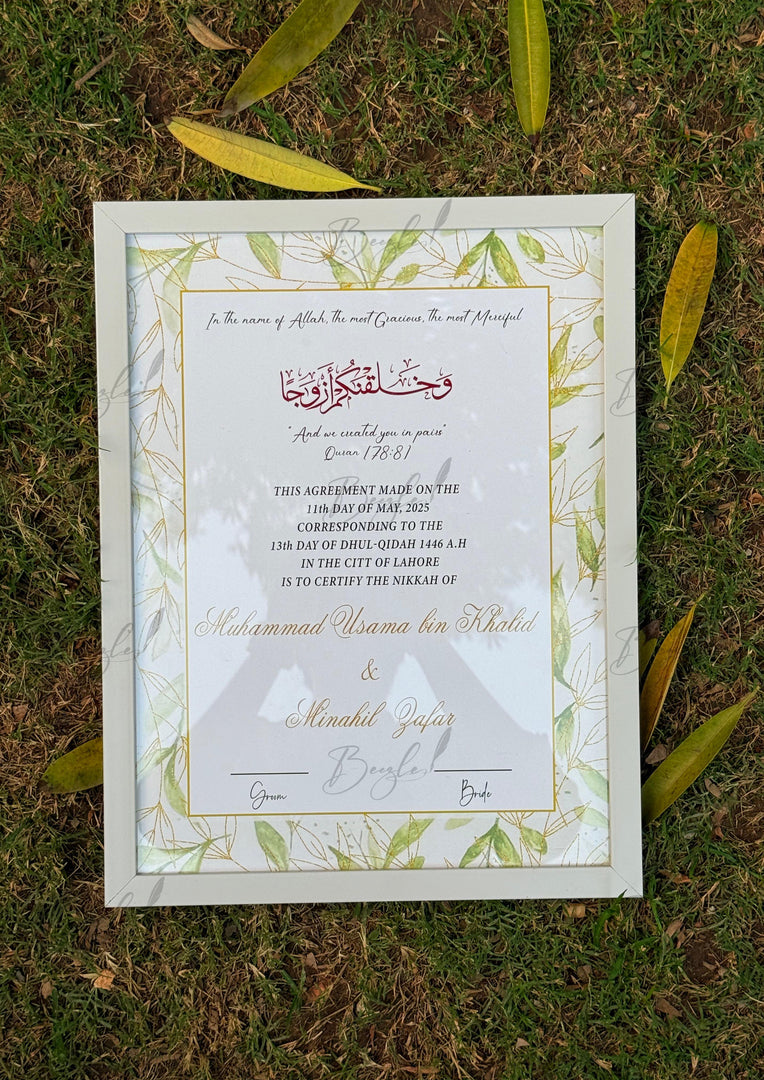 In the name of Allah, the most Gracious, the most Merciful
وَخَلَقْنَٰكُمْ أَزْوَٰجًا
"And we created you in pairs"
Quran [78:8]
THIS AGREEMENT MADE ON THE
11th DAY OF MAY, 2025
CORRESPONDING TO THE
13th DAY OF DHUL-QIDAH 1446 A.H
IN THE CITT OF LAHORE
IS TO CERTIFY THE NIKKAH OF
Muhammad Usama bin Khalid
&
Minahil Zafar
Beezle
Groom Bride